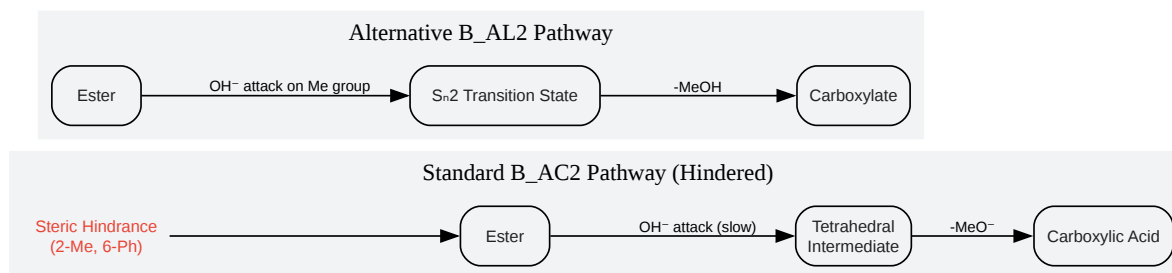 Alternative B_AL2 Pathway
Ester
OH⁻ attack on Me group
Sₙ2 Transition State
-MeOH
Carboxylate
Standard B_AC2 Pathway (Hindered)
Steric Hindrance
(2-Me, 6-Ph)
Ester
OH⁻ attack (slow)
Tetrahedral
Intermediate
-MeO⁻
Carboxylic Acid